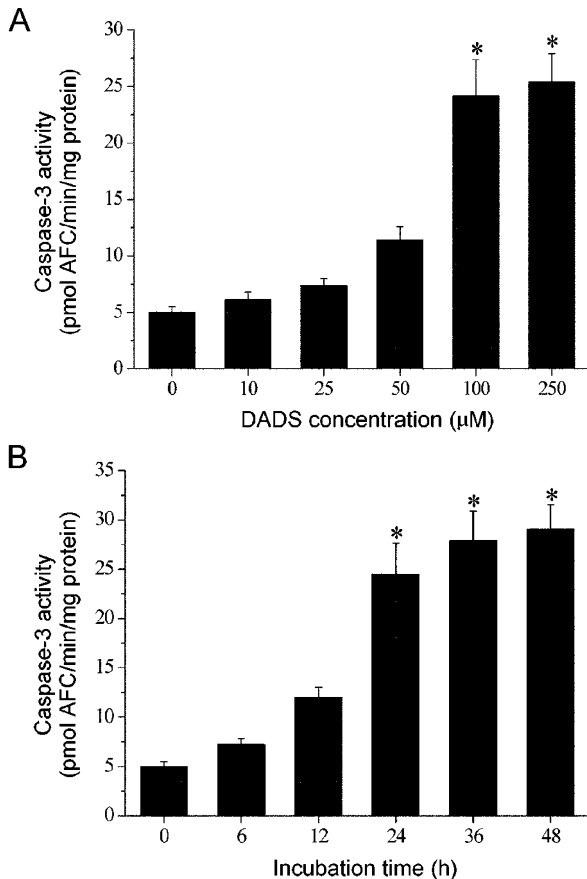 A
Caspase-3 activity
(pmol AFC/min/mg protein)
30
25
20
15
10
5
0
* *
0 10 25 50 100 250
DADS concentration (μM)
B
Caspase-3 activity
(pmol AFC/min/mg protein)
35
30
25
20
15
10
5
0
* * *
0 6 12 24 36 48
Incubation time (h)